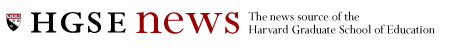 HGSE news
The news source of the
Harvard Graduate School of Education